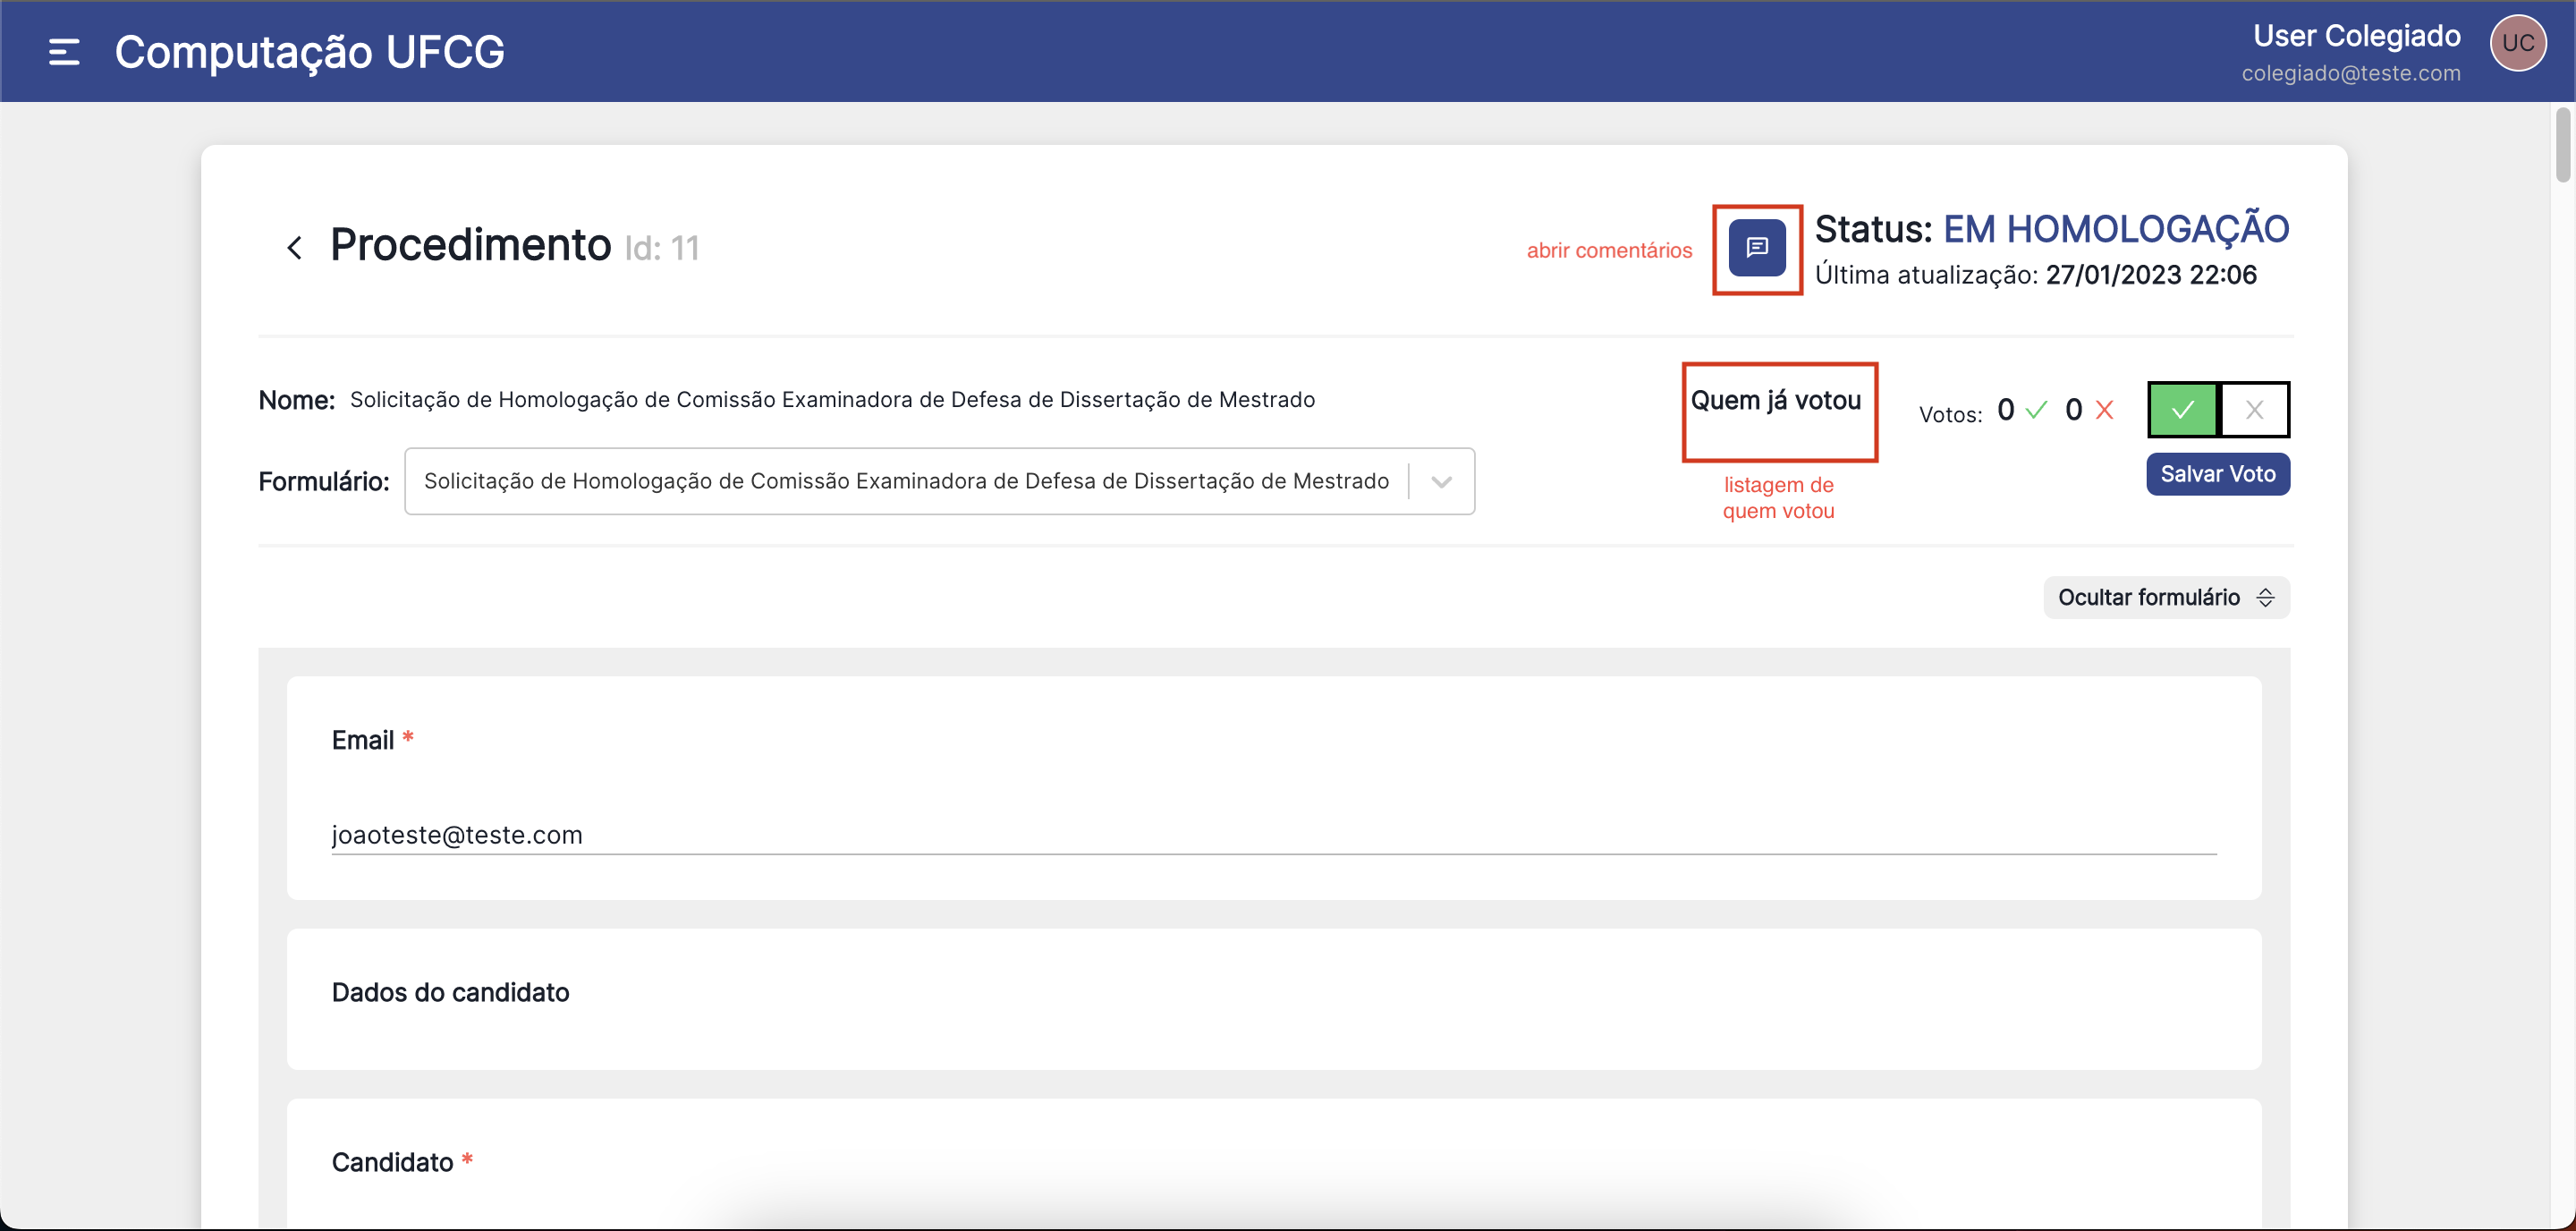 Computação UFCG
User Colegiado
colegiado@teste.com
UC
Procedimento Id: 11
abrir comentários
Status: EM HOMOLOGAÇÃO
Última atualização: 27/01/2023 22:06
Nome: Solicitação de Homologação de Comissão Examinadora de Defesa de Dissertação de Mestrado
Quem já votou
Votos: 0 0
Formulário: Solicitação de Homologação de Comissão Examinadora de Defesa de Dissertação de Mestrado
Salvar Voto
listagem de
quem votou
Ocultar formulário
Email *
joaoteste@teste.com
Dados do candidato
Candidato *